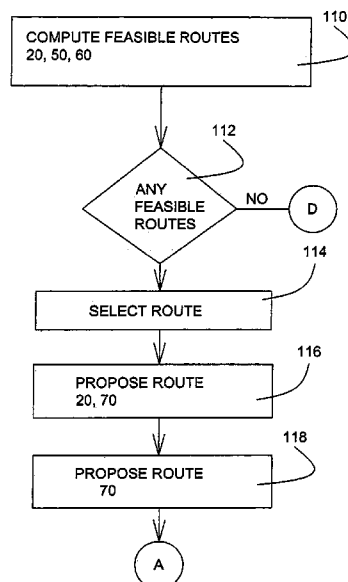 110
COMPUTE FEASIBLE ROUTES
20, 50, 60
112
ANY
FEASIBLE
ROUTES
NO
D
114
SELECT ROUTE
116
PROPOSE ROUTE
20, 70
118
PROPOSE ROUTE
70
A